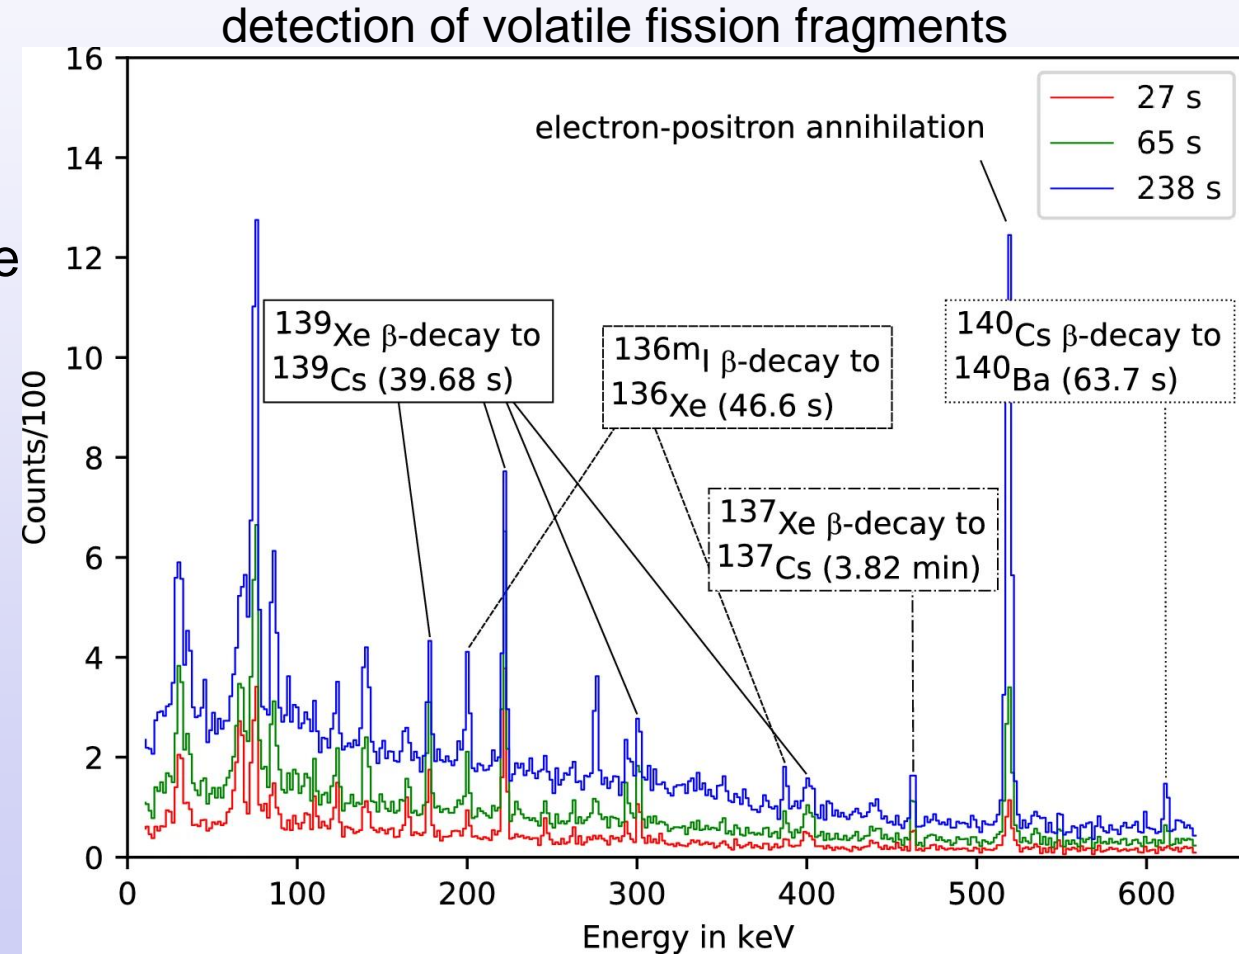 detection of volatile fission fragments
e
16
14
12
10
8
6
4
2
0
Counts/100
0 100 200 300 400 500 600
Energy in keV
27 s
65 s
238 s
electron-positron annihilation
139Xe β-decay to
139Cs (39.68 s)
136mI β-decay to
136Xe (46.6 s)
137Xe β-decay to
137Cs (3.82 min)
140Cs β-decay to
140Ba (63.7 s)